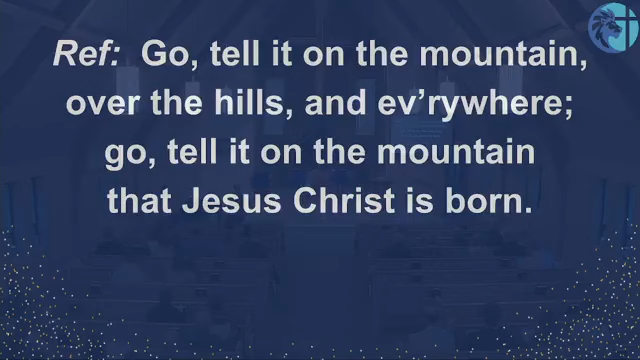 Ref: Go, tell it on the mountain,
over the hills, and ev’rywhere;
go, tell it on the mountain
that Jesus Christ is born.